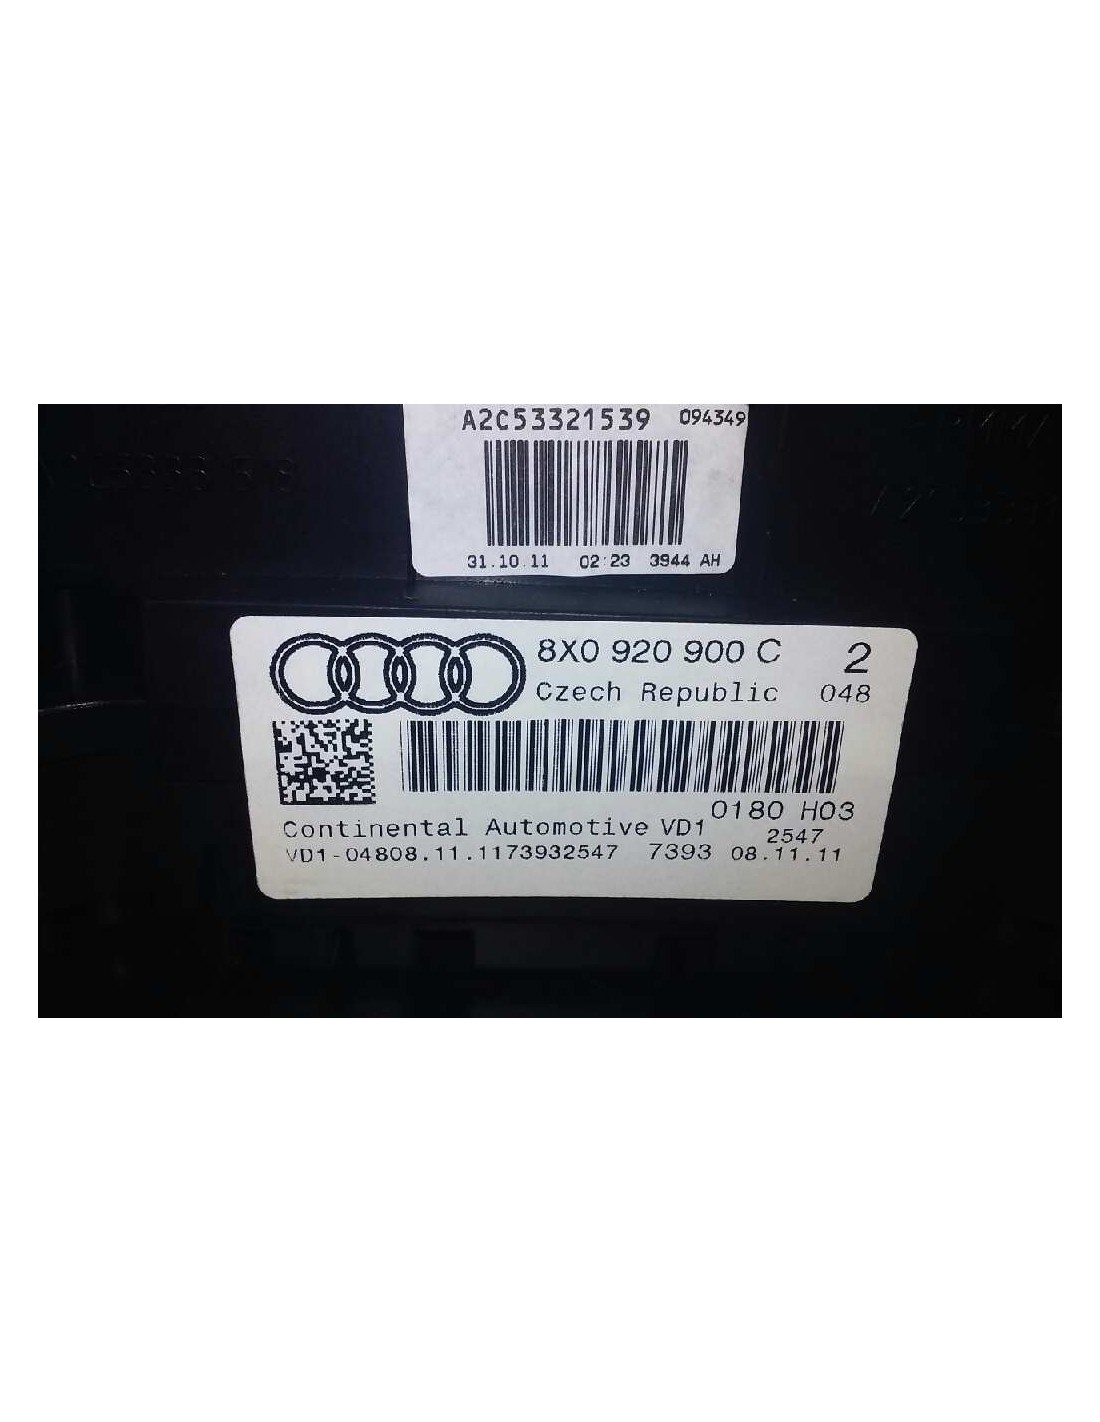 A2C53321539 094349
31.10.11 02:23 3944 AH
8X0 920 900 C 2
Czech Republic 048
0180 H03
Continental Automotive VD1 2547
VD1-04808.11.1173932547 7393 08.11.11